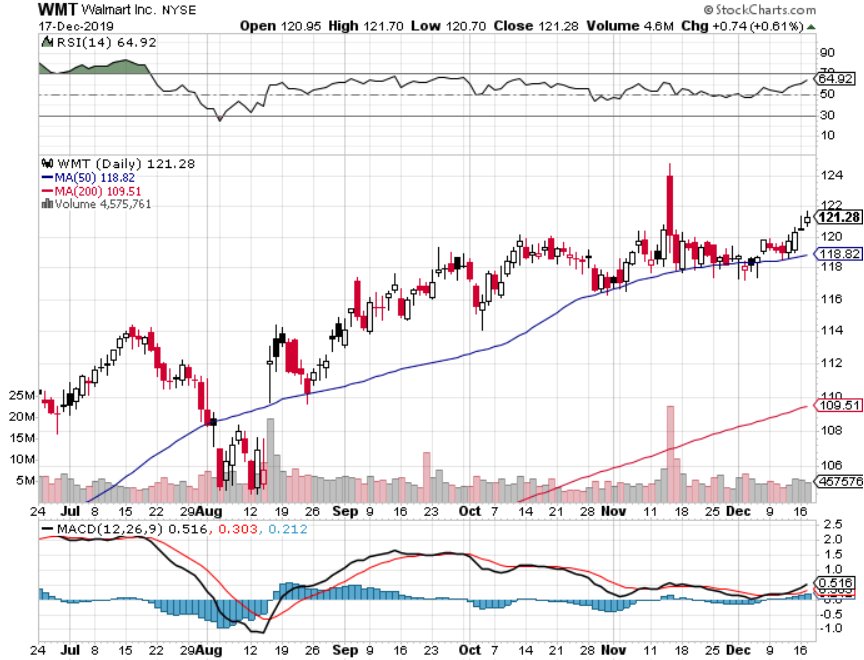 WMT Walmart Inc. NYSE © StockCharts.com
17-Dec-2019 Open 120.95 High 121.70 Low 120.70 Close 121.28 Volume 4.6M Chg +0.74 (+0.61%)
RSI(14) 64.92
90
70
64.92
50
30
10
WMT (Daily) 121.28
MA(50) 118.82
MA(200) 109.51
Volume 4,575,761
124
122
121.28
120
118.82
118
116
114
112
110
109.51
108
106
457576
25M
20M
15M
10M
5M
24 Jul 8 15 22 29 Aug 12 19 26 Sep 9 16 23 Oct 7 14 21 28 Nov 11 18 25 Dec 9 16
MACD(12,26,9) 0.516, 0.303, 0.212
2.5
2.0
1.5
1.0
0.516
0.0
-0.5
-1.0
24 Jul 8 15 22 29 Aug 12 19 26 Sep 9 16 23 Oct 7 14 21 28 Nov 11 18 25 Dec 9 16